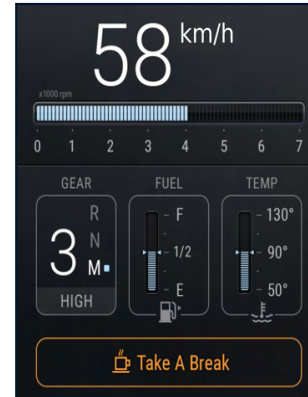 58 km/h
x1000 rpm
0 1 2 3 4 5 6 7
GEAR FUEL TEMP
R F 130°
3 N 1/2 90°
M E 50°
HIGH
Take A Break